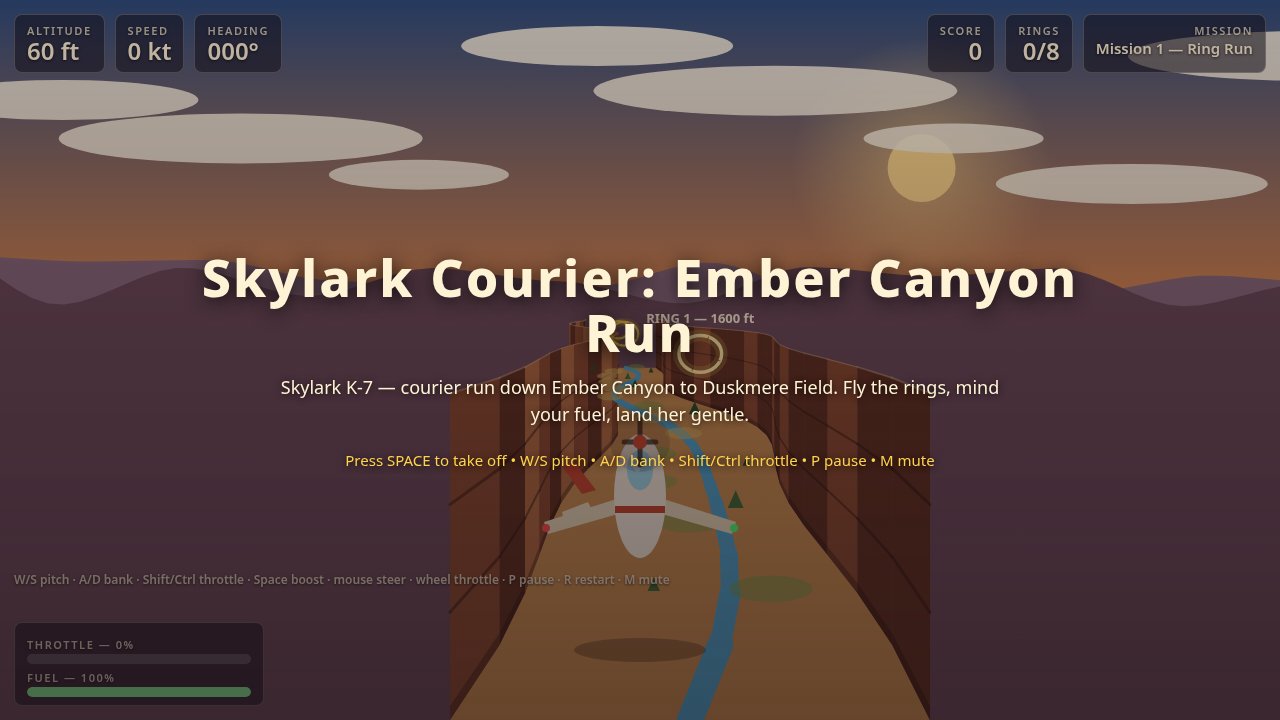 ALTITUDE
60 ft
SPEED
0 kt
HEADING
000°
SCORE
0
RINGS
0/8
MISSION
Mission 1 — Ring Run
Skylark Courier: Ember Canyon
Run
RING 1 — 1600 ft
Skylark K-7 — courier run down Ember Canyon to Duskmere Field. Fly the rings, mind
your fuel, land her gentle.
Press SPACE to take off • W/S pitch • A/D bank • Shift/Ctrl throttle • P pause • M mute
W/S pitch · A/D bank · Shift/Ctrl throttle · Space boost · mouse steer · wheel throttle · P pause · R restart · M mute
THROTTLE — 0%
FUEL — 100%